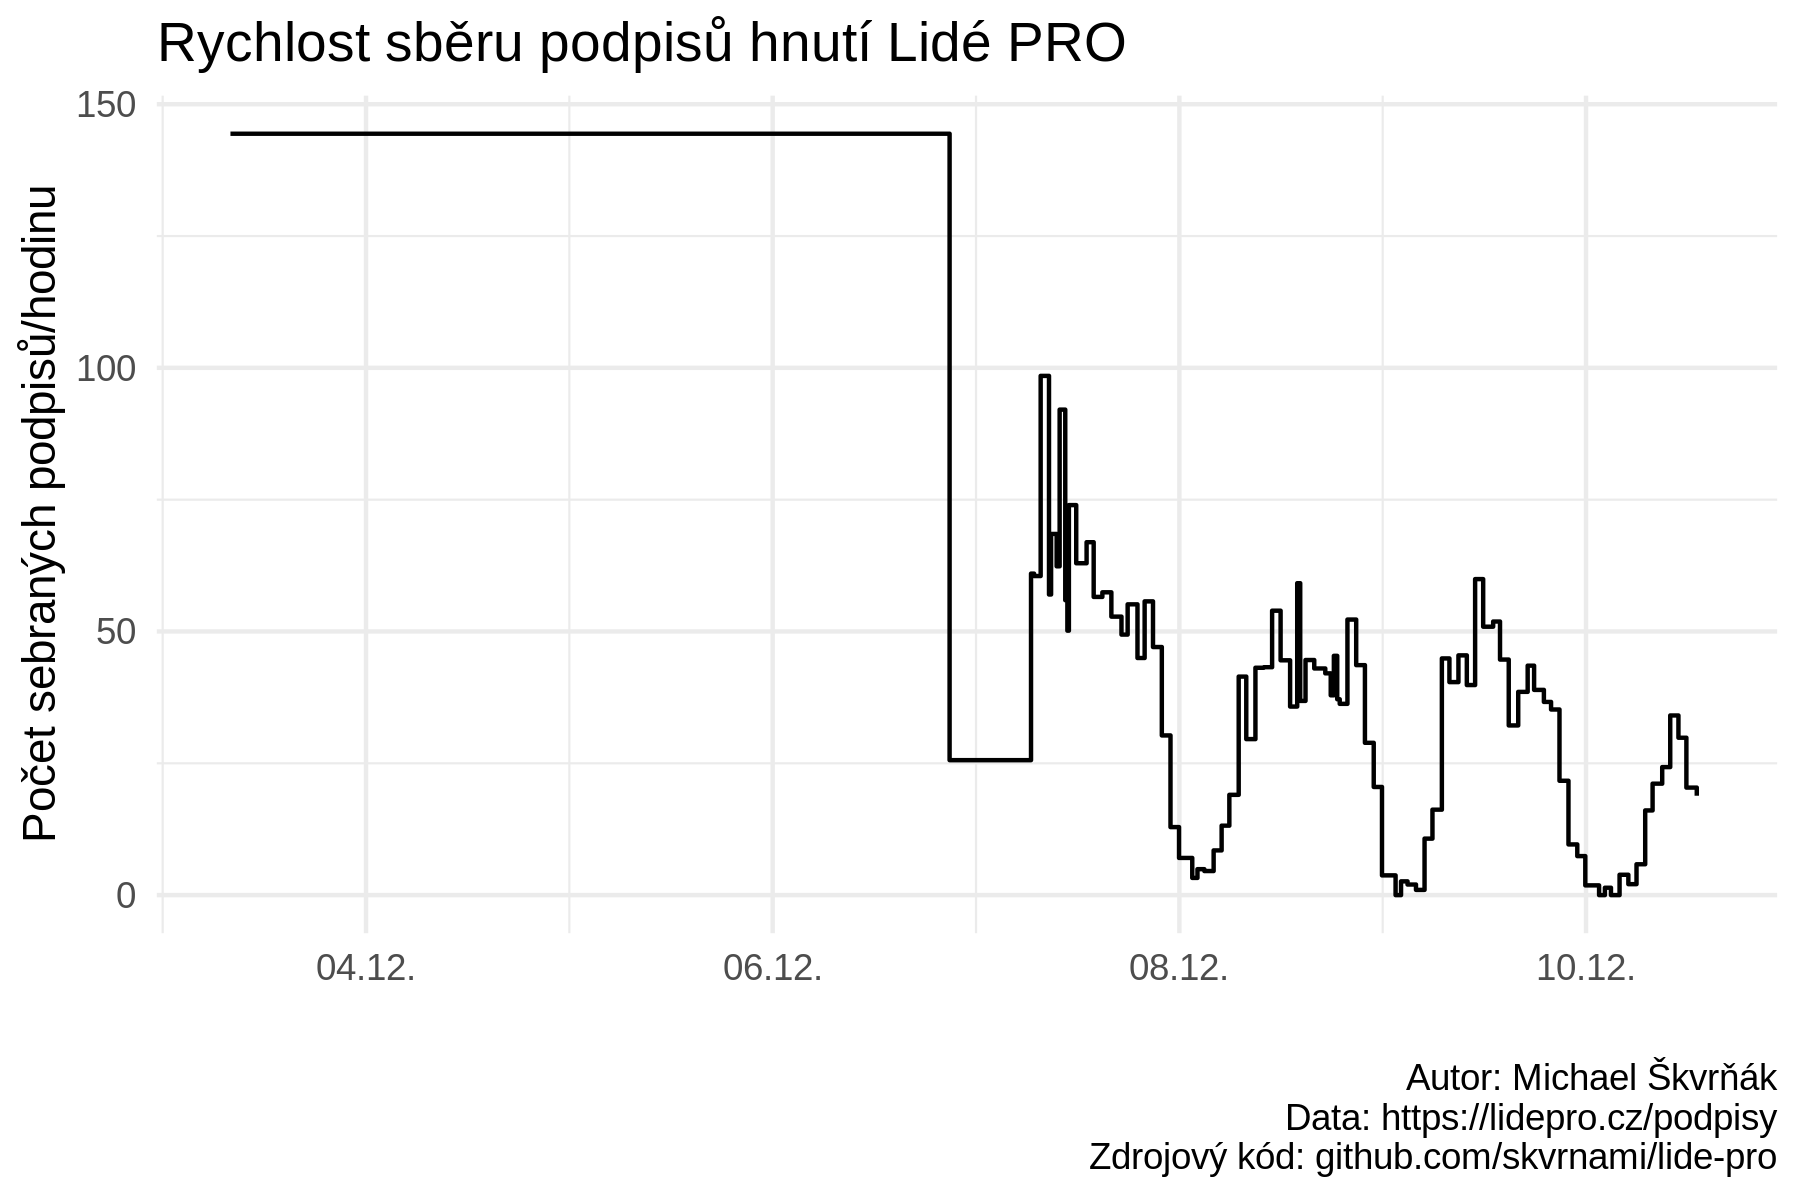 Rychlost sběru podpisů hnutí Lidé PRO
Počet sebraných podpisů/hodinu
150
100
50
0
04.12.
06.12.
08.12.
10.12.
Autor: Michael Škvrňák
Data: https://lidepro.cz/podpisy
Zdrojový kód: github.com/skvrnami/lide-pro